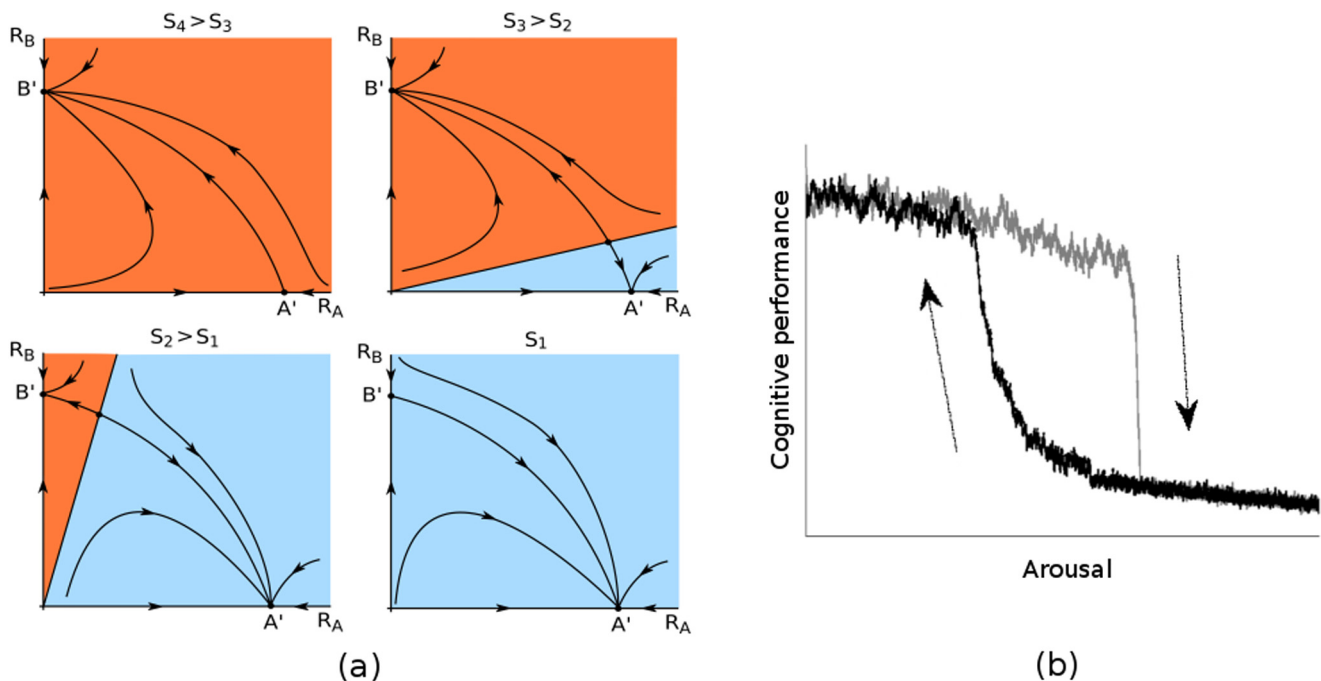 S4 > S3
RB
B'
A'
RA
S3 > S2
RB
B'
A'
RA
S2 > S1
RB
B'
A'
RA
S1
RB
B'
A'
RA
(a)
Cognitive performance
Arousal
(b)